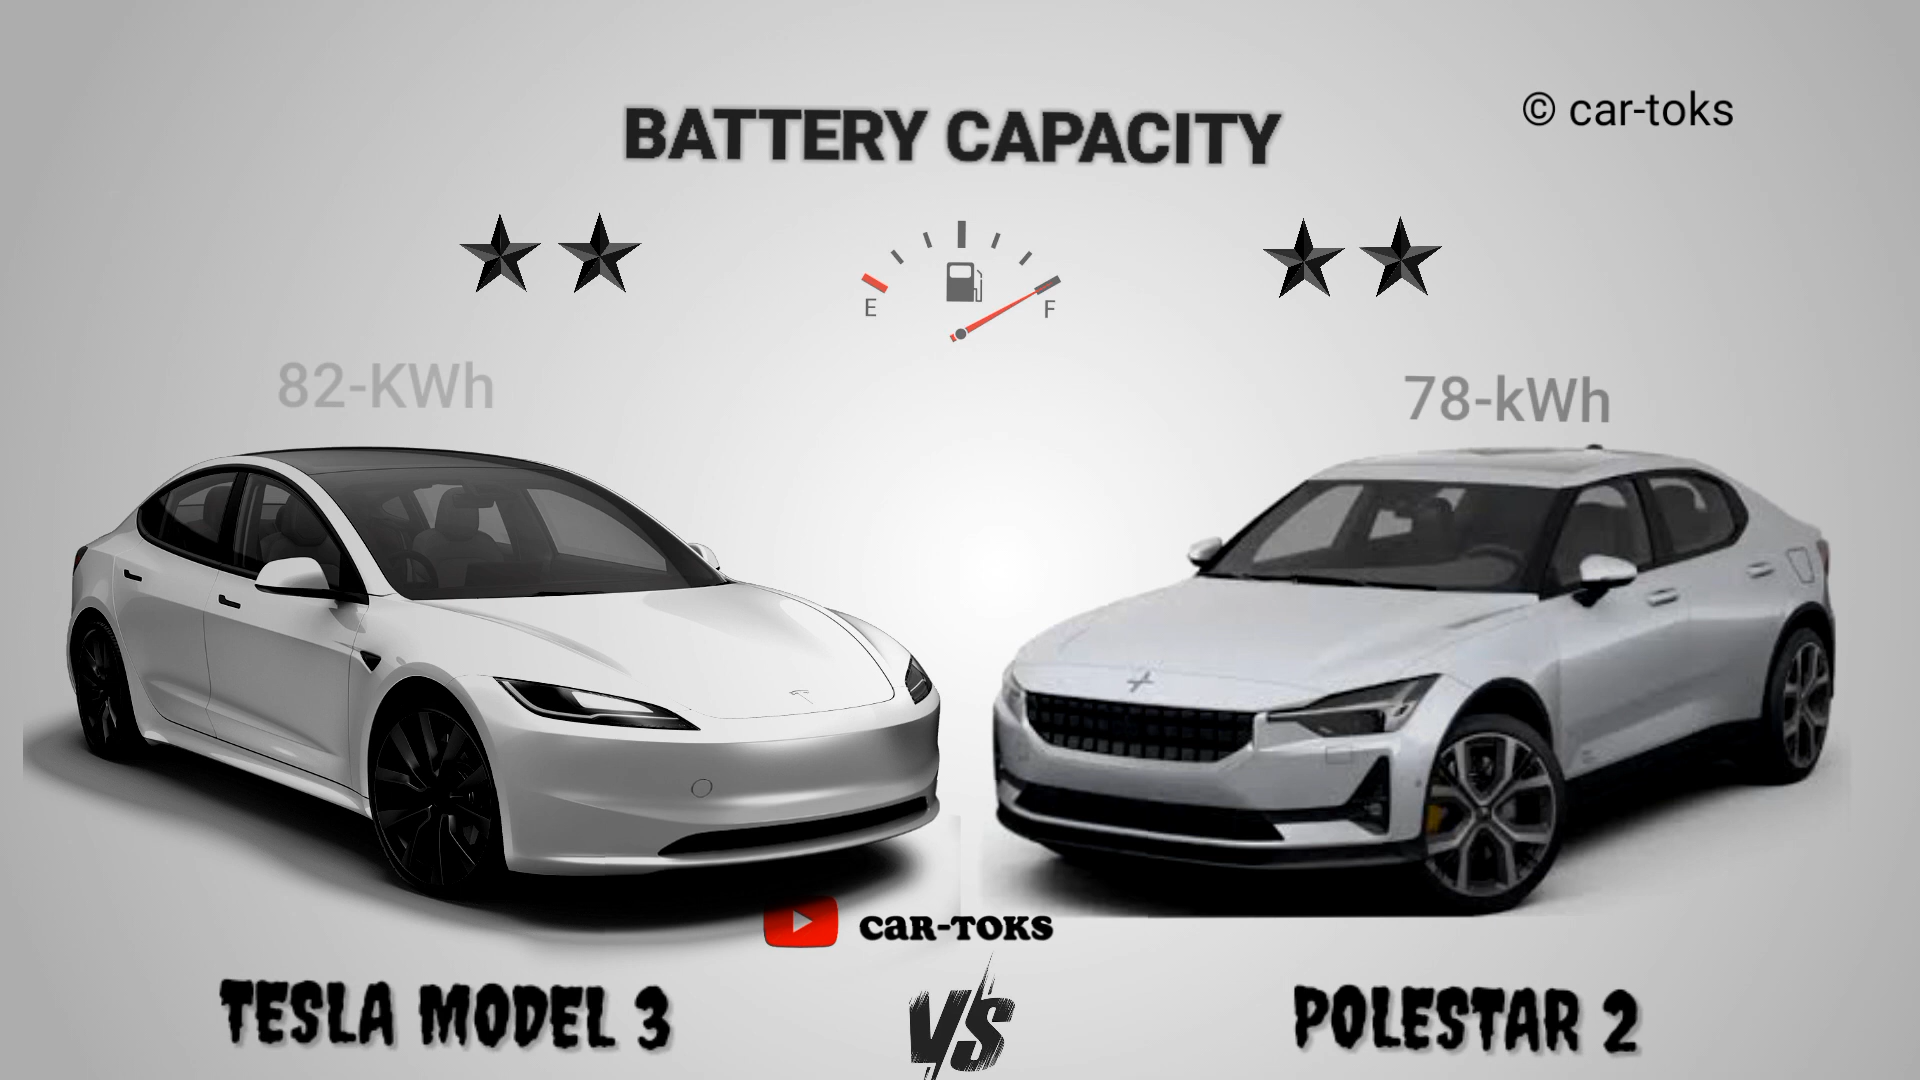 BATTERY CAPACITY
© car-toks
E
F
82-KWh
78-kWh
CAR-TOKS
TESLA MODEL 3
VS
POLESTAR 2